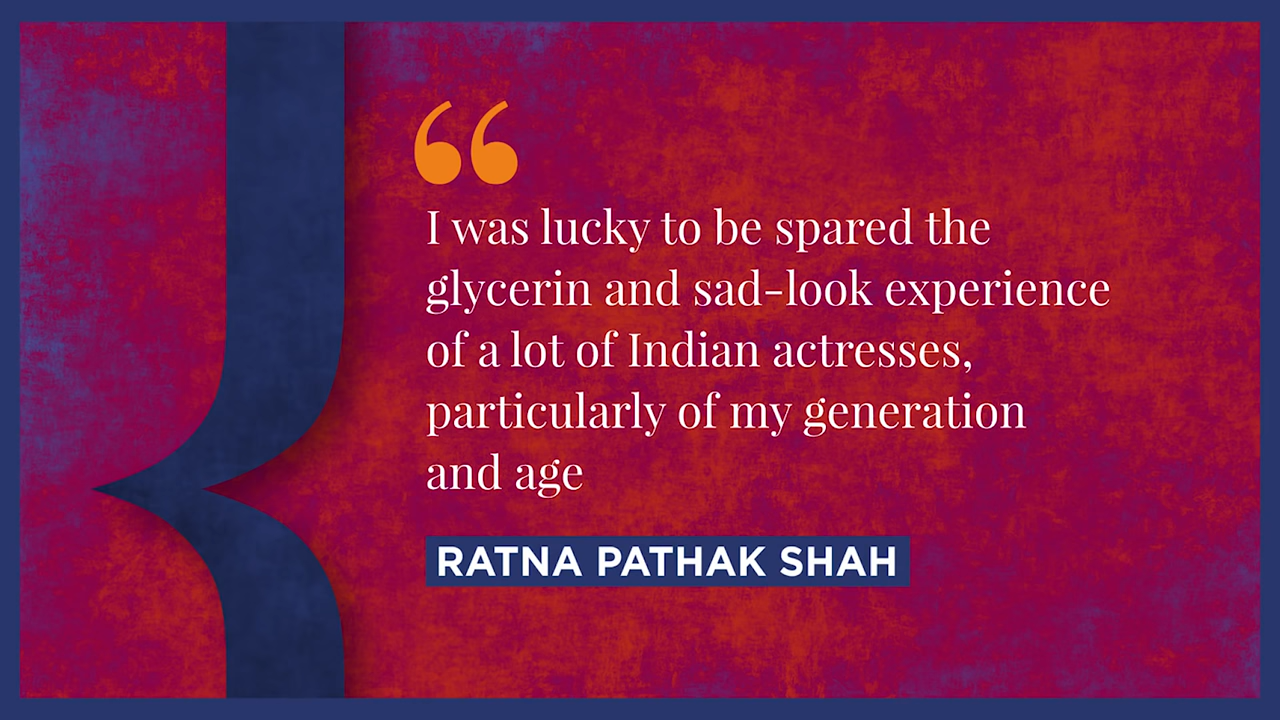 “
I was lucky to be spared the
glycerin and sad-look experience
of a lot of Indian actresses,
particularly of my generation
and age
RATNA PATHAK SHAH